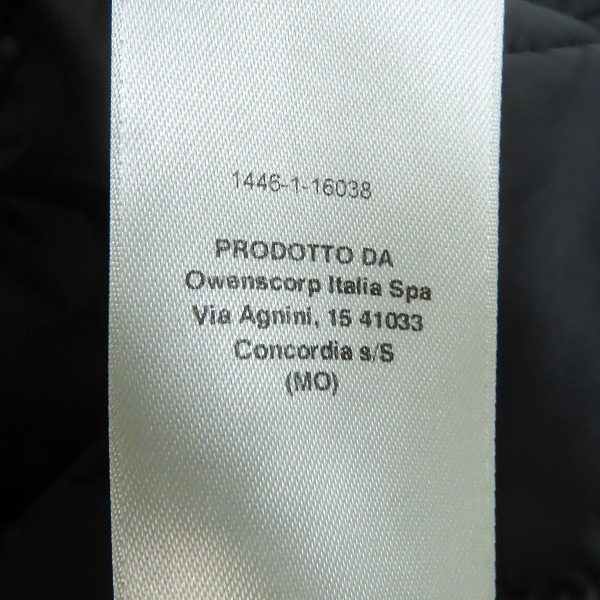 1446-1-16038
PRODOTTO DA
Owenscorp Italia Spa
Via Agnini, 15 41033
Concordia s/S
(MO)